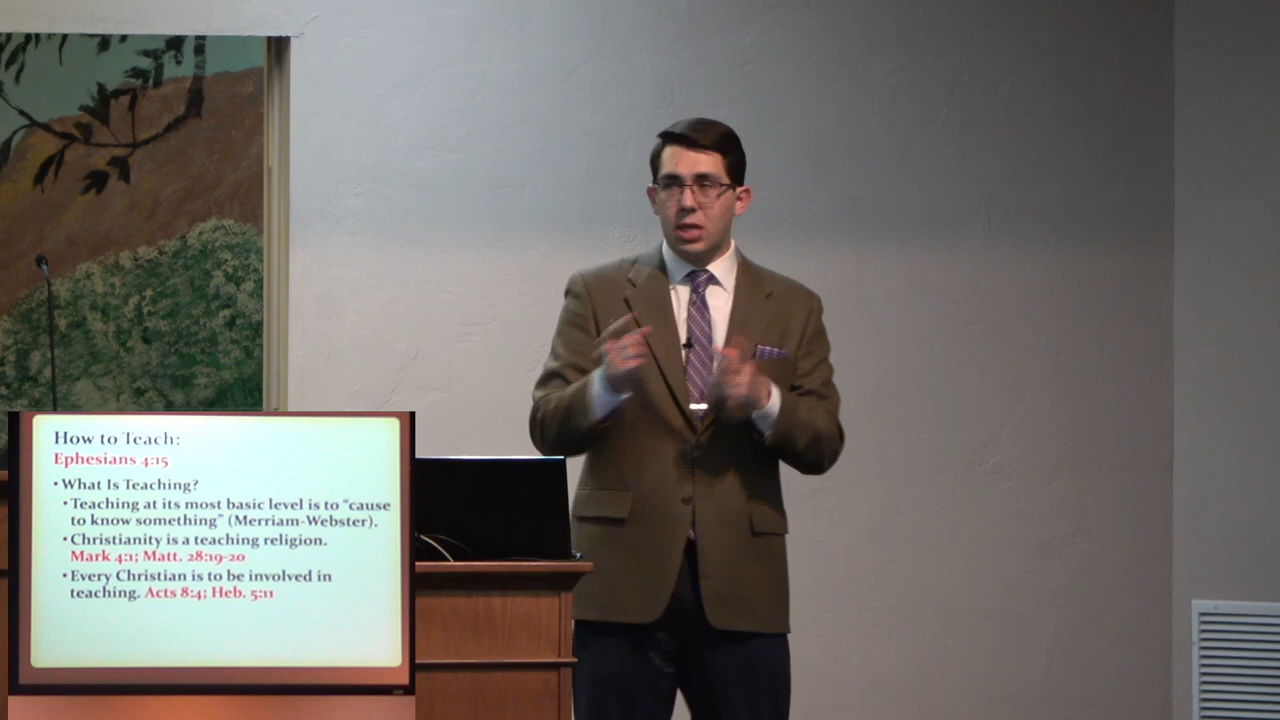 How to Teach:
Ephesians 4:15
• What Is Teaching?
• Teaching at its most basic level is to “cause
to know something” (Merriam-Webster).
• Christianity is a teaching religion.
Mark 4:1; Matt. 28:19-20
• Every Christian is to be involved in
teaching. Acts 8:4; Heb. 5:11